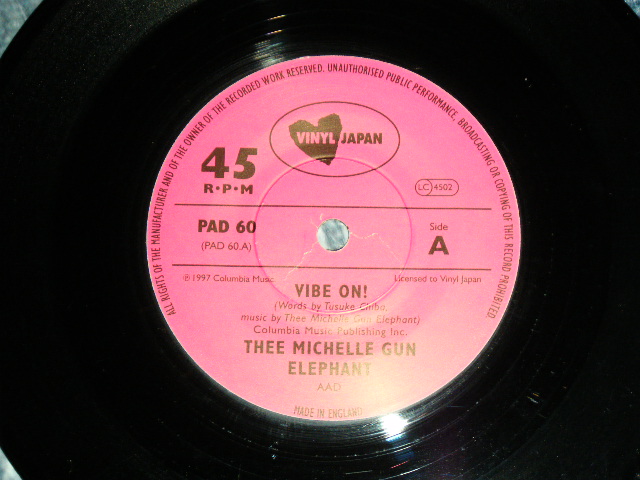 ALL RIGHTS OF THE MANUFACTURER AND OF THE OWNER OF THE RECORDED WORK RESERVED. UNAUTHORISED PUBLIC PERFORMANCE, BROADCASTING OR COPYING OF THIS RECORD PROHIBITED
VINYL JAPAN
45
R•P•M
LC 4502
PAD 60
(PAD 60.A)
Side
A
℗ 1997 Columbia Music
Licensed to Vinyl Japan
VIBE ON!
(Words by Tusuke Chiba,
music by Thee Michelle Gun Elephant)
Columbia Music Publishing Inc.
THEE MICHELLE GUN
ELEPHANT
AAD
MADE IN ENGLAND